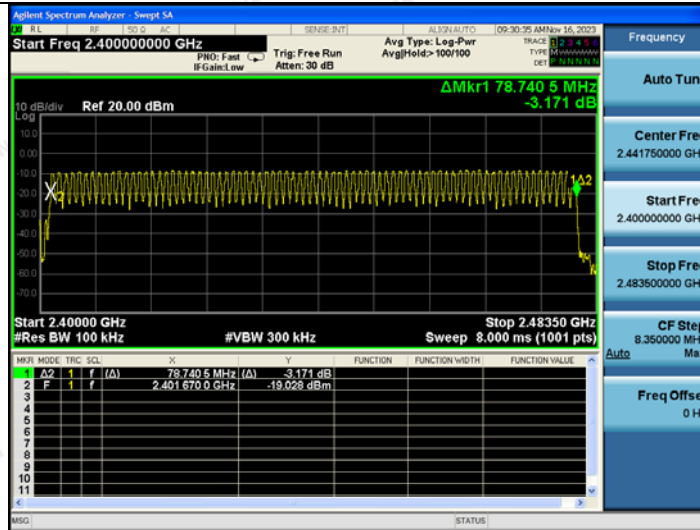 Agilent Spectrum Analyzer - Swept SA
RL RF 50 Ω AC SENSE:INT ALIGNAUTO 09:30:35 AM Nov 16, 2023
Start Freq 2.400000000 GHz
PNO: Fast
IFGain:Low
Trig: Free Run
Atten: 30 dB
Avg Type: Log-Pwr
Avg|Hold:>100/100
TRACE 1 2 3 4 5 6
TYPE
DET P N N N N N
ΔMkr1 78.740 5 MHz
-3.171 dB
10 dB/div Ref 20.00 dBm
Log
10.0
0.00
-10.0
-20.0
-30.0
-40.0
-50.0
-60.0
-70.0
2
1Δ2
Start 2.40000 GHz Stop 2.48350 GHz
#Res BW 100 kHz #VBW 300 kHz Sweep 8.000 ms (1001 pts)
MKR MODE TRC SCL X Y FUNCTION FUNCTION WIDTH FUNCTION VALUE
1 Δ2 1 f (Δ) 78.740 5 MHz (Δ) -3.171 dB
2 F 1 f 2.401 670 0 GHz -19.028 dBm
3
4
5
6
7
8
9
10
11
MSG STATUS
Frequency
Auto Tun
Center Fre
2.441750000 GH
Start Fre
2.400000000 GH
Stop Fre
2.483500000 GH
CF Step
8.350000 MH
Auto Ma
Freq Offse
0 H